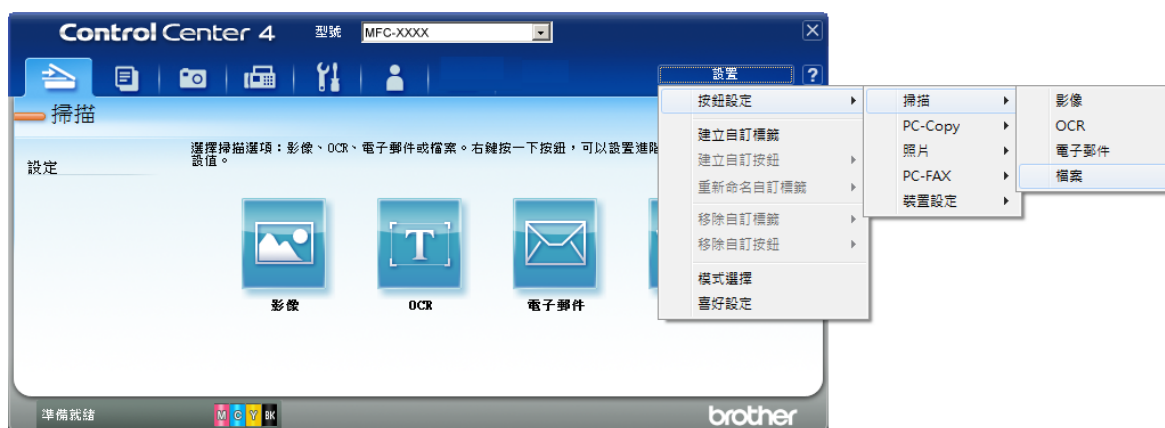 Control Center 4
型號
MFC-XXXX
設置
?
掃描
設定
選擇掃描選項：影像、OCR、電子郵件或檔案。右鍵按一下按鈕，可以設置進階
設值。
影像
OCR
電子郵件
按鈕設定
建立自訂標籤
建立自訂按鈕
重新命名自訂標籤
移除自訂標籤
移除自訂按鈕
模式選擇
喜好設定
掃描
PC-Copy
照片
PC-FAX
裝置設定
影像
OCR
電子郵件
檔案
準備就緒
M C Y BK
brother